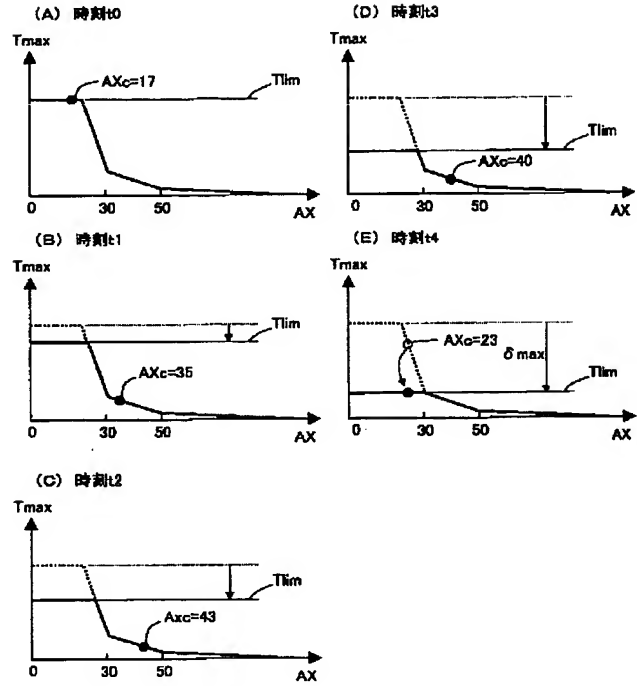 (A) 時刻t0
Tmax
AXc=17
Tlim
0
30
50
AX
(B) 時刻t1
Tmax
Tlim
AXc=35
0
30
50
AX
(C) 時刻t2
Tmax
Tlim
Axc=43
0
30
50
AX
(D) 時刻t3
Tmax
Tlim
AXc=40
0
30
50
AX
(E) 時刻t4
Tmax
AXc=23
δmax
Tlim
0
30
50
AX